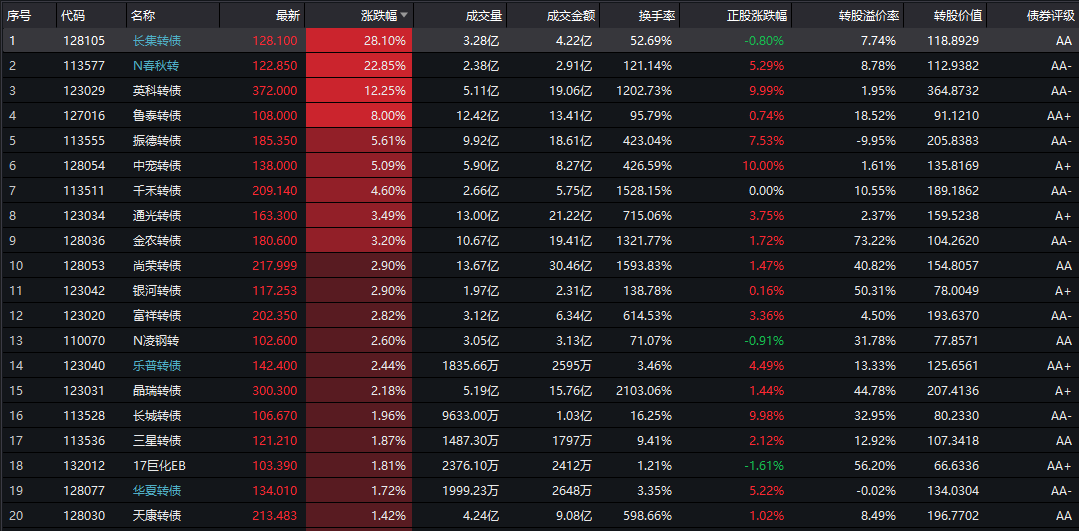 序号 代码 名称 最新 涨跌幅 成交量 成交金额 换手率 正股涨跌幅 转股溢价率 转股价值 债券评级
1 128105 长集转债 128.100 28.10% 3.28亿 4.22亿 52.69% -0.80% 7.74% 118.8929 AA
2 113577 N春秋转 122.850 22.85% 2.38亿 2.91亿 121.14% 5.29% 8.78% 112.9382 AA-
3 123029 英科转债 372.000 12.25% 5.11亿 19.06亿 1202.73% 9.99% 1.95% 364.8732 AA-
4 127016 鲁泰转债 108.000 8.00% 12.42亿 13.41亿 95.79% 0.74% 18.52% 91.1210 AA+
5 113555 振德转债 185.350 5.61% 9.92亿 18.61亿 423.04% 7.53% -9.95% 205.8383 AA-
6 128054 中宠转债 138.000 5.09% 5.90亿 8.27亿 426.59% 10.00% 1.61% 135.8169 A+
7 113511 千禾转债 209.140 4.60% 2.66亿 5.75亿 1528.15% 0.00% 10.55% 189.1862 AA-
8 123034 通光转债 163.300 3.49% 13.00亿 21.22亿 715.06% 3.75% 2.37% 159.5238 A+
9 128036 金农转债 180.600 3.20% 10.67亿 19.41亿 1321.77% 1.72% 73.22% 104.2620 AA-
10 128053 尚荣转债 217.999 2.90% 13.67亿 30.46亿 1593.83% 1.47% 40.82% 154.8057 AA
11 123042 银河转债 117.253 2.90% 1.97亿 2.31亿 138.78% 0.16% 50.31% 78.0049 A+
12 123020 富祥转债 202.350 2.82% 3.12亿 6.34亿 614.53% 3.36% 4.50% 193.6370 AA-
13 110070 N凌钢转 102.600 2.60% 3.05亿 3.13亿 71.07% -0.91% 31.78% 77.8571 AA
14 123040 乐普转债 142.400 2.44% 1835.66万 2595万 3.46% 4.49% 13.33% 125.6561 AA+
15 123031 晶瑞转债 300.300 2.18% 5.19亿 15.76亿 2103.06% 1.44% 44.78% 207.4136 A+
16 113528 长城转债 106.670 1.96% 9633.00万 1.03亿 16.25% 9.98% 32.95% 80.2330 AA-
17 113536 三星转债 121.210 1.87% 1487.30万 1797万 9.41% 2.12% 12.92% 107.3418 AA
18 132012 17巨化EB 103.390 1.81% 2376.10万 2412万 1.21% -1.61% 56.20% 66.6336 AA+
19 128077 华夏转债 134.010 1.72% 1999.23万 2648万 3.35% 5.22% -0.02% 134.0304 AA-
20 128030 天康转债 213.483 1.42% 4.24亿 9.08亿 598.66% 1.02% 8.49% 196.7702 AA